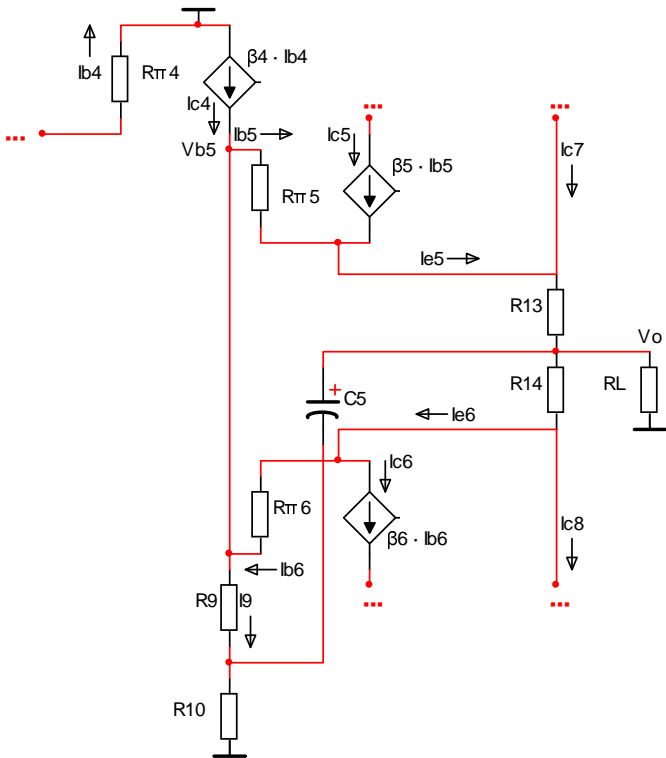 β4 · Ib4
Ib4
Rπ4
Ic4
...
Ib5
Vb5
...
...
Ic5
β5 · Ib5
Ic7
Rπ5
Ie5
R13
Vo
R14
RL
C5
+
Ie6
Ic6
Rπ6
Ic8
β6 · Ib6
Ib6
R9
I9
...
...
R10